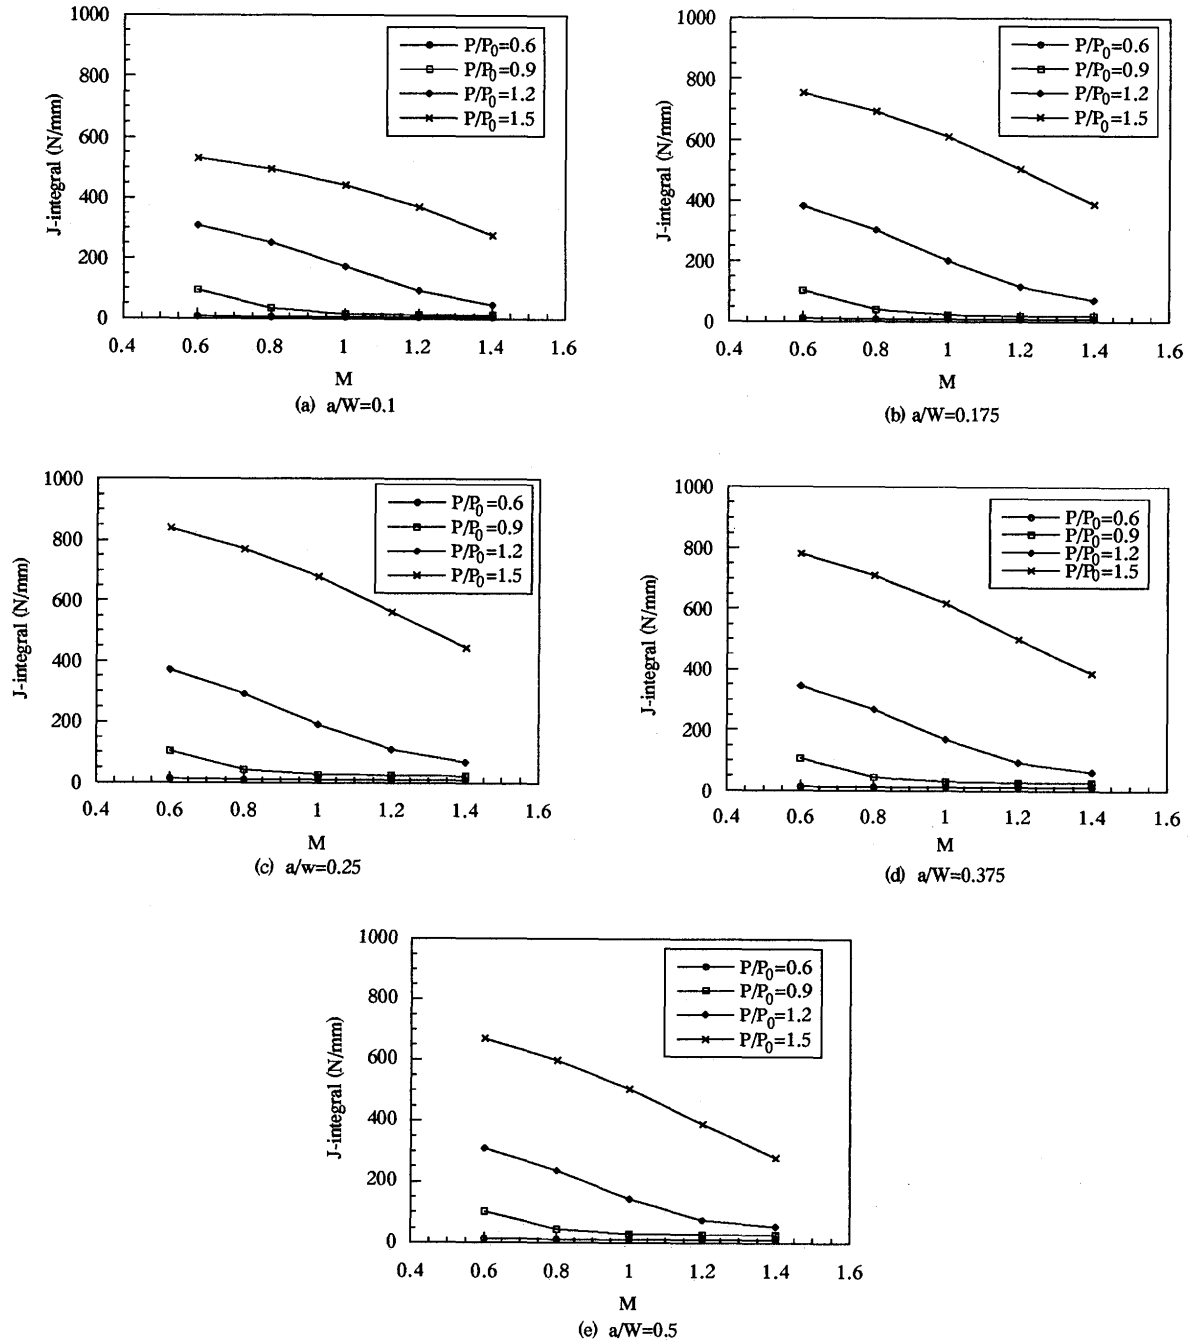 1000
800
600
400
200
0
J-integral (N/mm)
P/P0=0.6
P/P0=0.9
P/P0=1.2
P/P0=1.5
0.4 0.6 0.8 1 1.2 1.4 1.6
M
(a) a/W=0.1
1000
800
600
400
200
0
J-integral (N/mm)
P/P0=0.6
P/P0=0.9
P/P0=1.2
P/P0=1.5
0.4 0.6 0.8 1 1.2 1.4 1.6
M
(b) a/W=0.175
1000
800
600
400
200
0
J-integral (N/mm)
P/P0=0.6
P/P0=0.9
P/P0=1.2
P/P0=1.5
0.4 0.6 0.8 1 1.2 1.4 1.6
M
(c) a/w=0.25
1000
800
600
400
200
0
J-integral (N/mm)
P/P0=0.6
P/P0=0.9
P/P0=1.2
P/P0=1.5
0.4 0.6 0.8 1 1.2 1.4 1.6
M
(d) a/W=0.375
1000
800
600
400
200
0
J-integral (N/mm)
P/P0=0.6
P/P0=0.9
P/P0=1.2
P/P0=1.5
0.4 0.6 0.8 1 1.2 1.4 1.6
M
(e) a/W=0.5